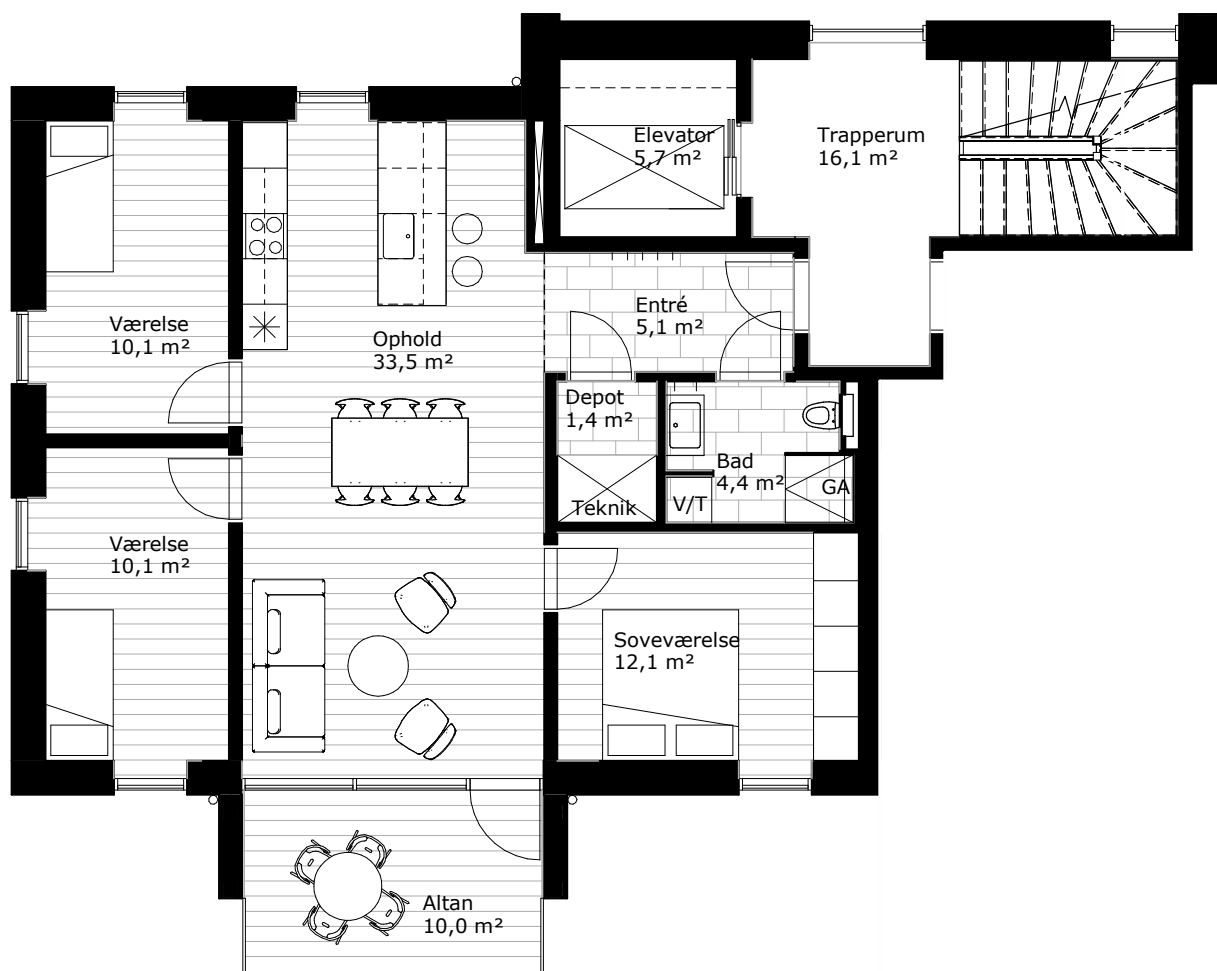 Elevator
5,7 m²
Trapperum
16,1 m²
Værelse
10,1 m²
Ophold
33,5 m²
Entré
5,1 m²
Depot
1,4 m²
Teknik
Bad
4,4 m²
V/T
GA
Værelse
10,1 m²
Soveværelse
12,1 m²
Altan
10,0 m²